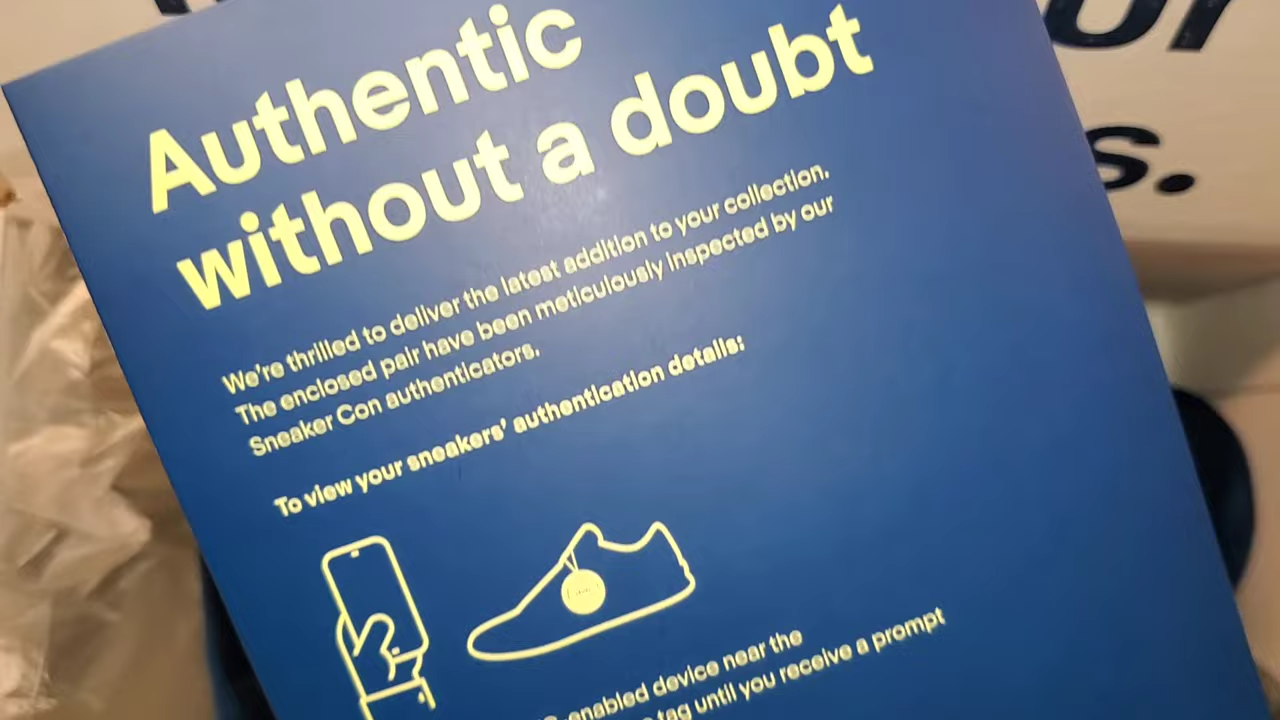 Authentic
without a doubt
We're thrilled to deliver the latest addition to your collection.
The enclosed pair have been meticulously inspected by our
Sneaker Con authenticators.
To view your sneakers' authentication details:
-enabled device near the
tag until you receive a prompt
our
s.